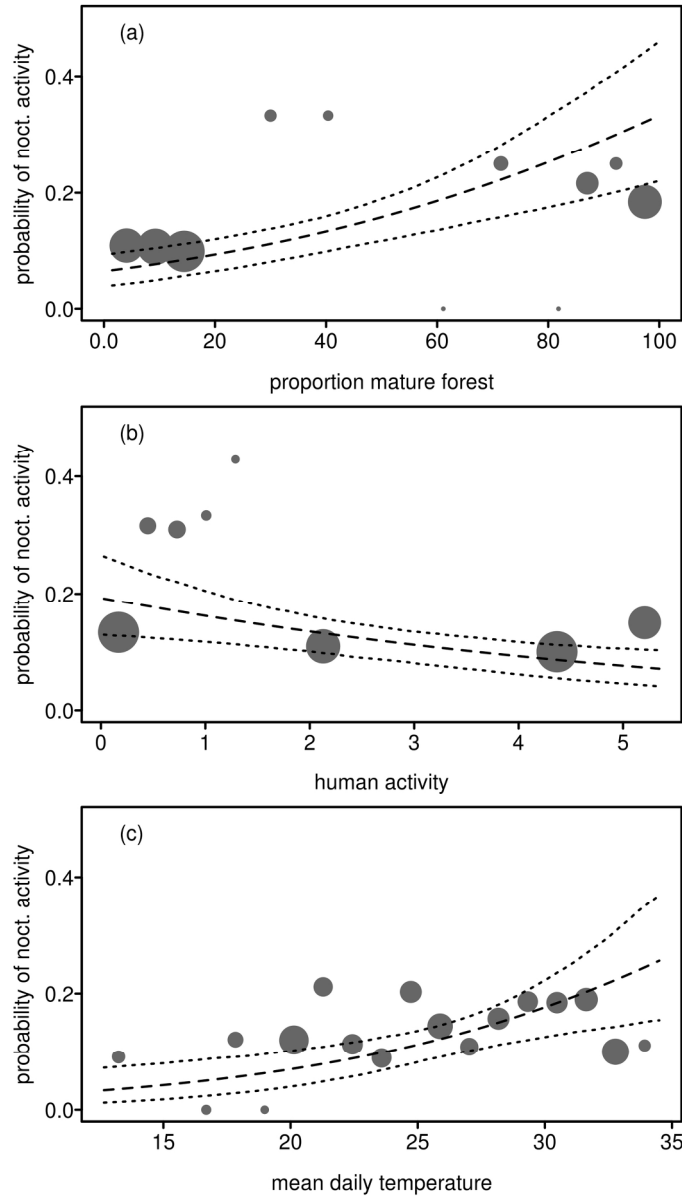 (a)
probability of noct. activity
0.4
0.2
0.0
0.0 20 40 60 80 100
proportion mature forest
(b)
probability of noct. activity
0.4
0.2
0.0
0 1 2 3 4 5
human activity
(c)
probability of noct. activity
0.4
0.2
0.0
15 20 25 30 35
mean daily temperature